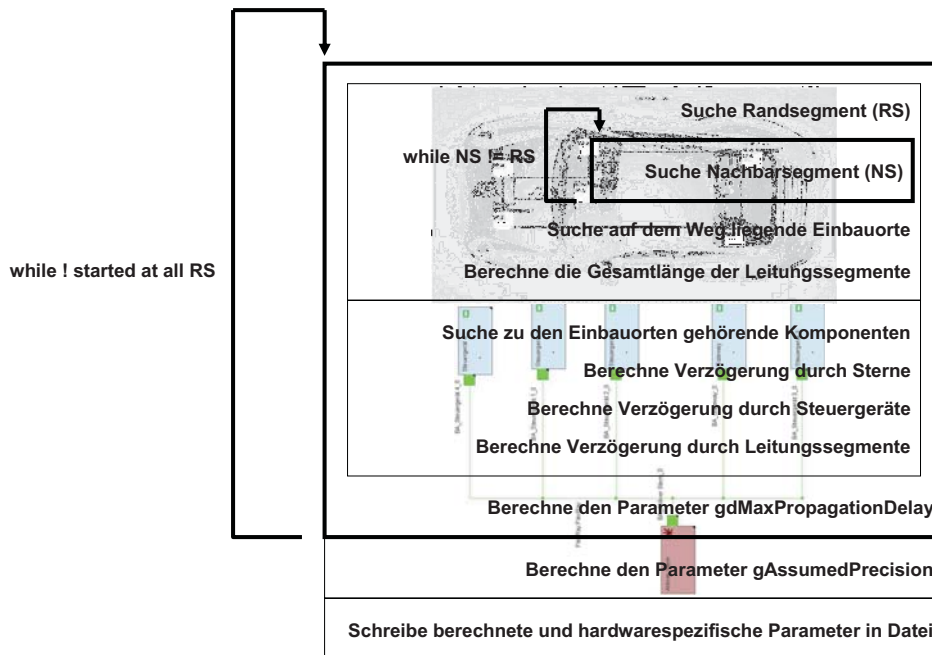 Suche Randsegment (RS)
while NS != RS
Suche Nachbarsegment (NS)
Suche auf dem Weg liegende Einbauorte
while ! started at all RS
Berechne die Gesamtlänge der Leitungssegmente
Suche zu den Einbauorten gehörende Komponenten
Berechne Verzögerung durch Sterne
Berechne Verzögerung durch Steuergeräte
Berechne Verzögerung durch Leitungssegmente
Berechne den Parameter gdMaxPropagationDelay
Berechne den Parameter gAssumedPrecision
Schreibe berechnete und hardwarespezifische Parameter in Datei